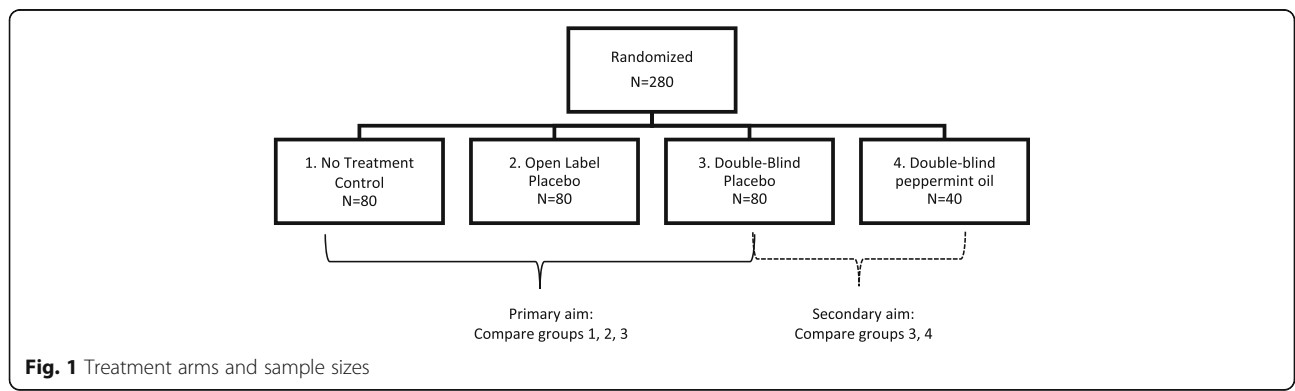 Randomized
N=280
1. No Treatment
Control
N=80
2. Open Label
Placebo
N=80
3. Double-Blind
Placebo
N=80
4. Double-blind
peppermint oil
N=40
Primary aim:
Compare groups 1, 2, 3
Secondary aim:
Compare groups 3, 4
Fig. 1 Treatment arms and sample sizes